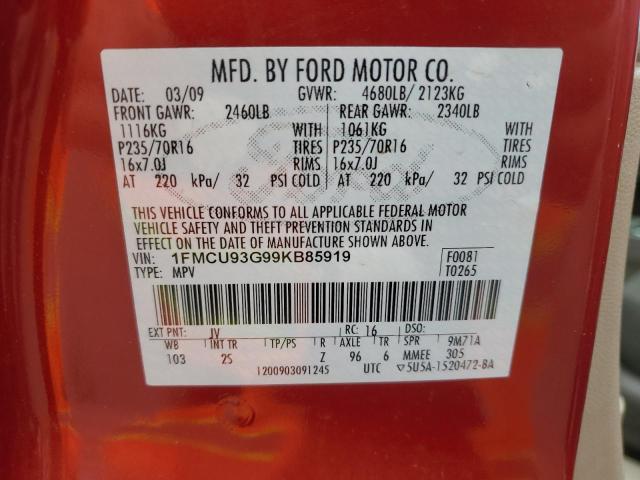 MFD. BY FORD MOTOR CO.
DATE: 03/09 GVWR: 4680LB/ 2123KG
FRONT GAWR: 2460LB REAR GAWR: 2340LB
1116KG WITH 1061KG WITH
P235/70R16 TIRES P235/70R16 TIRES
16x7.0J RIMS 16x7.0J RIMS
AT 220 kPa/ 32 PSI COLD AT 220 kPa/ 32 PSI COLD
THIS VEHICLE CONFORMS TO ALL APPLICABLE FEDERAL MOTOR
VEHICLE SAFETY AND THEFT PREVENTION STANDARDS IN
EFFECT ON THE DATE OF MANUFACTURE SHOWN ABOVE.
VIN: 1FMCU93G99KB85919 F0081
TYPE: MPV T0265
EXT PNT: JV RC: 16 DSO:
WB INT TR TP/PS R AXLE TR SPR 9M71A
103 2S Z 96 6 MMEE 305
1200903091245 UTC ▽5U5A-1520472-BA